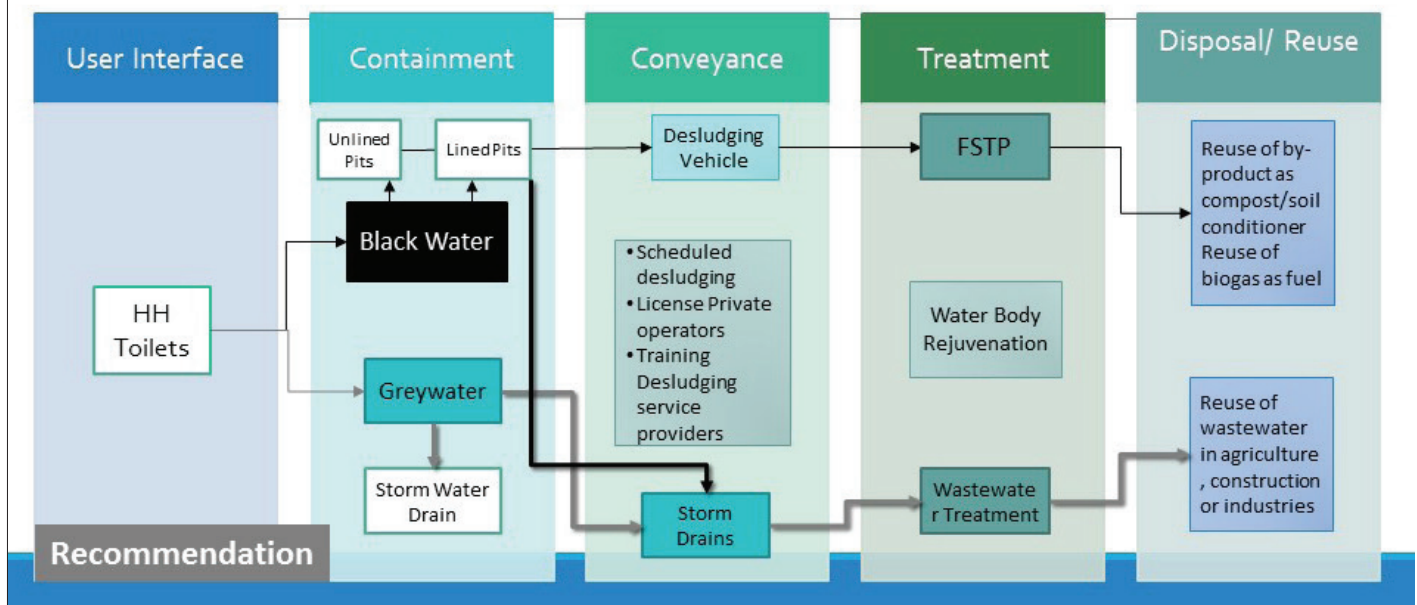 User Interface
Containment
Conveyance
Treatment
Disposal/ Reuse
Unlined
Pits
Lined Pits
Desludging
Vehicle
FSTP
Reuse of by-
product as
compost/soil
conditioner
Reuse of
biogas as fuel
Black Water
•Scheduled
desludging
•License Private
operators
•Training
Desludging
service
providers
Water Body
Rejuvenation
HH
Toilets
Greywater
Reuse of
wastewater
in agriculture
, construction
or industries
Storm Water
Drain
Storm
Drains
Wastewate
r Treatment
Recommendation